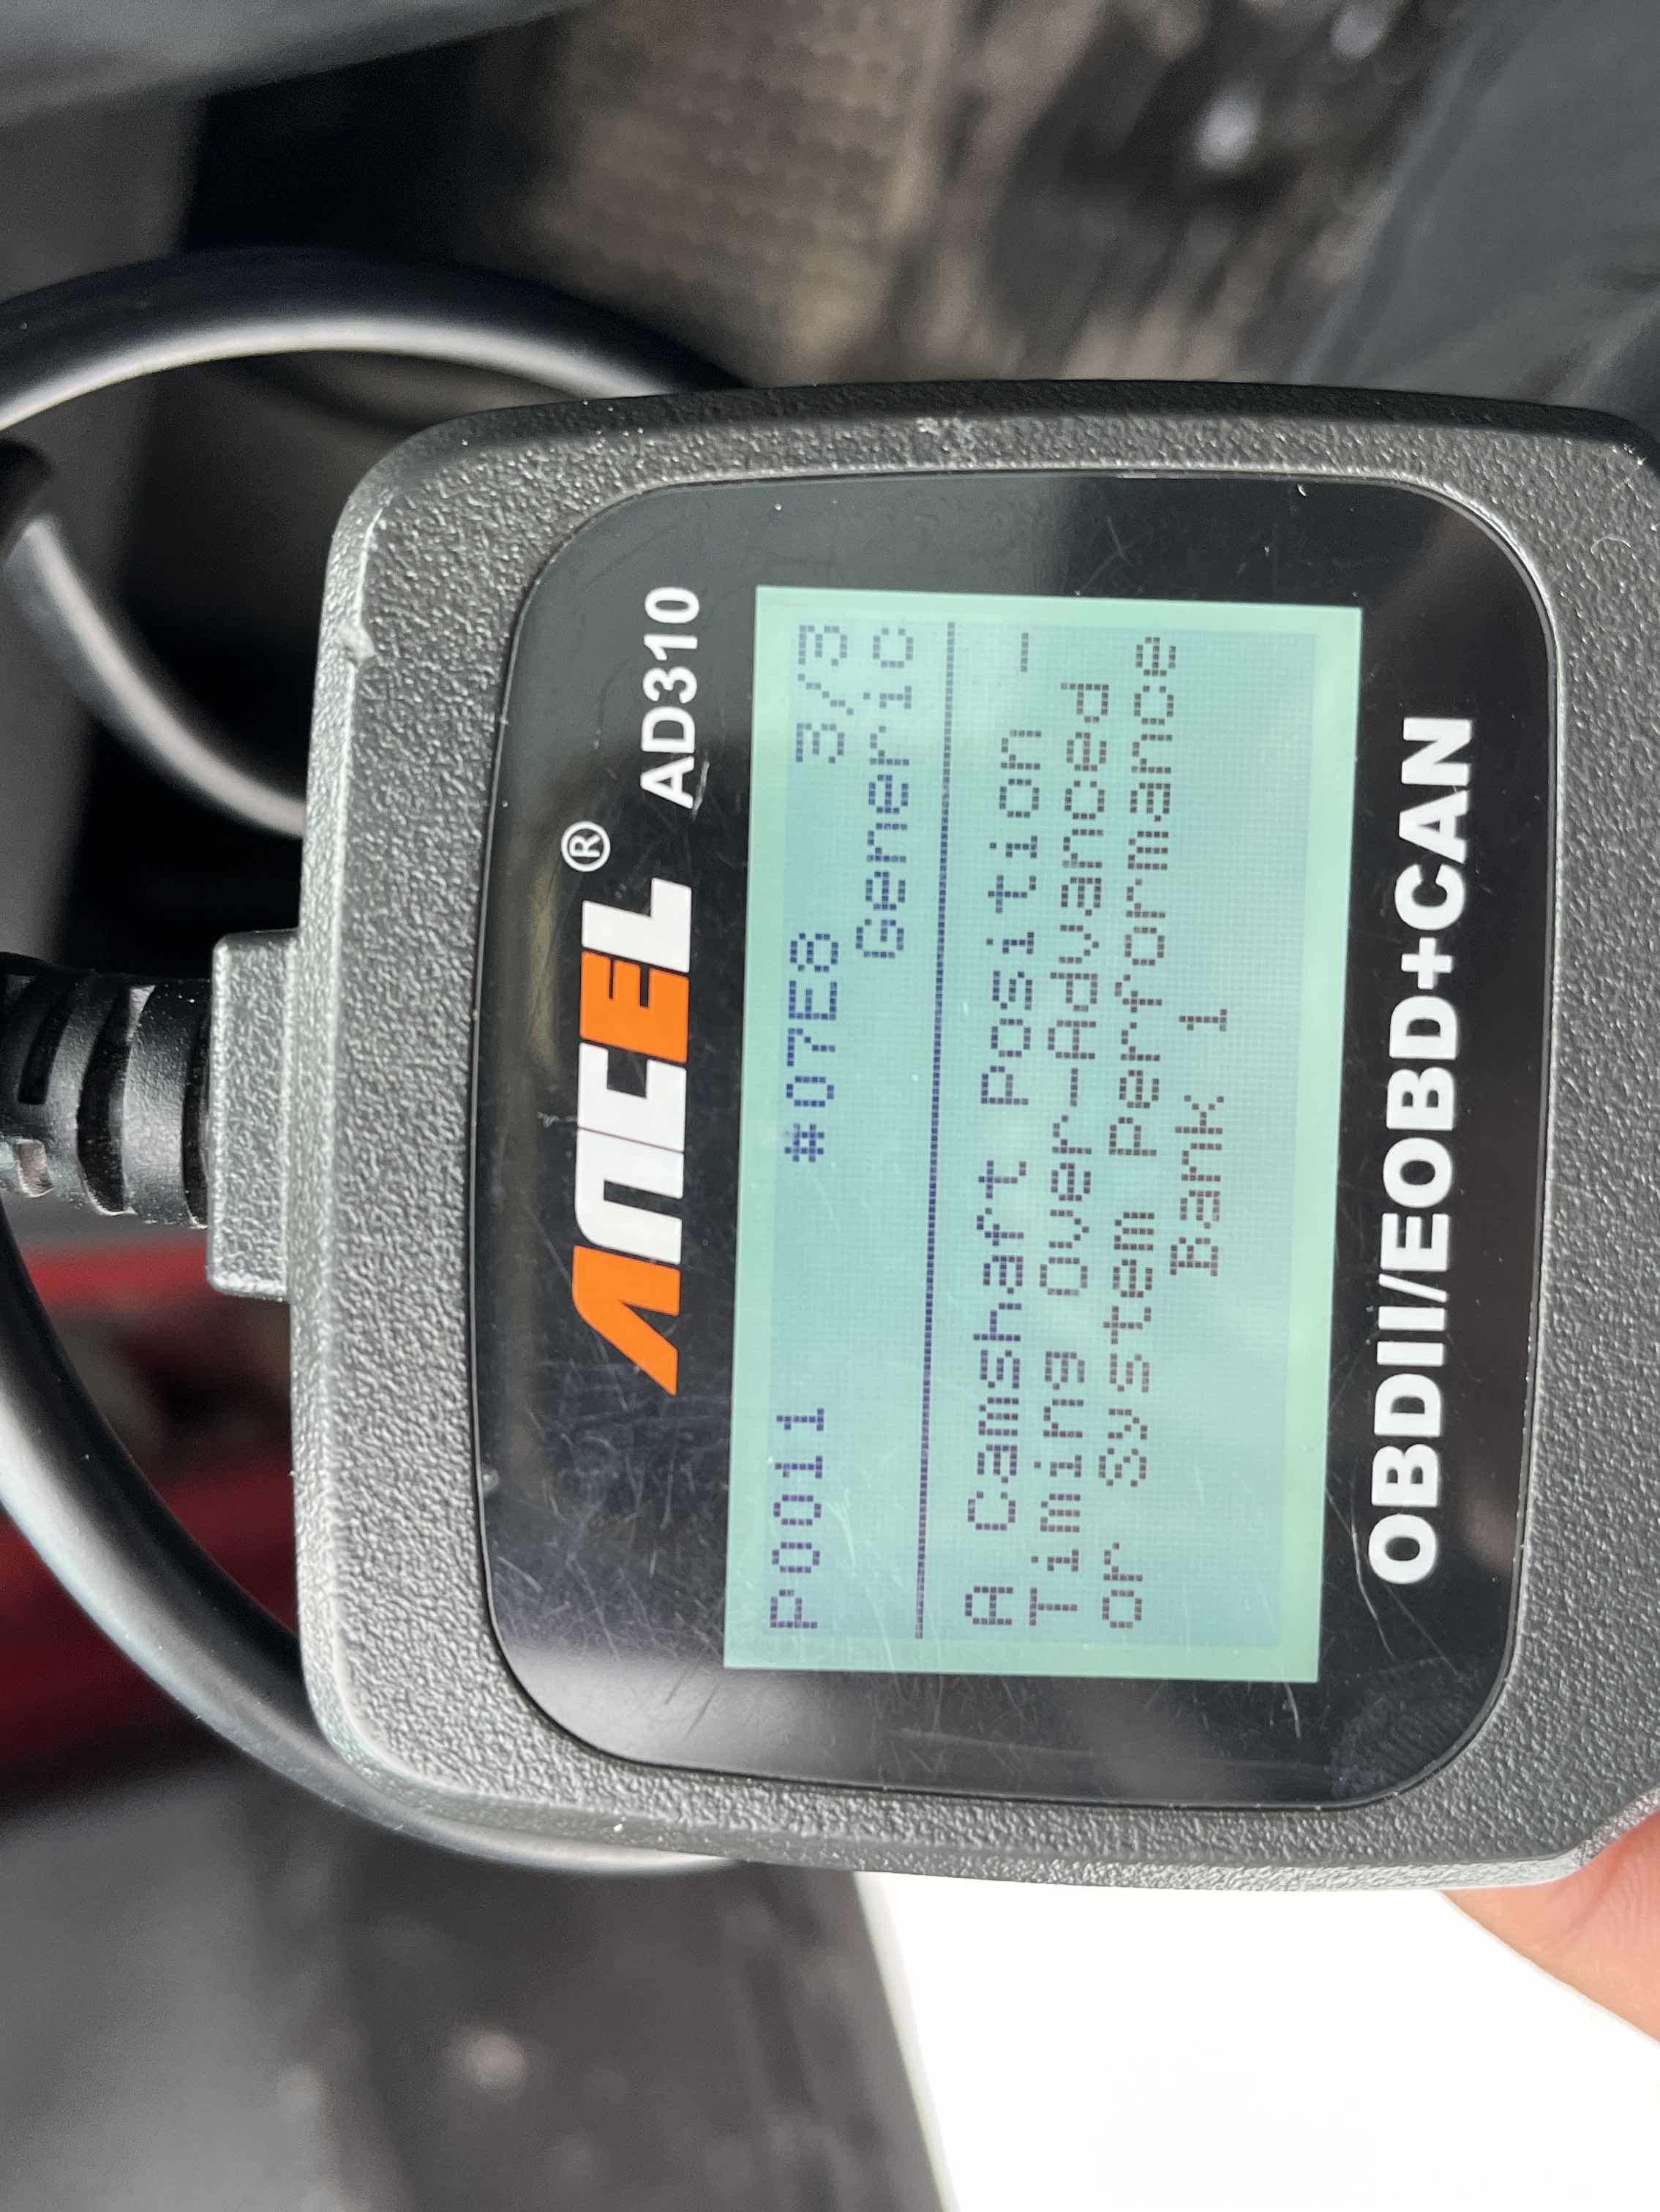 ANCEL® AD310
P0011 #07E8 3/3
Generic
A Camshaft Position -
Timing Over-Advanced
or System Performance
Bank 1
OBDII/EOBD+CAN